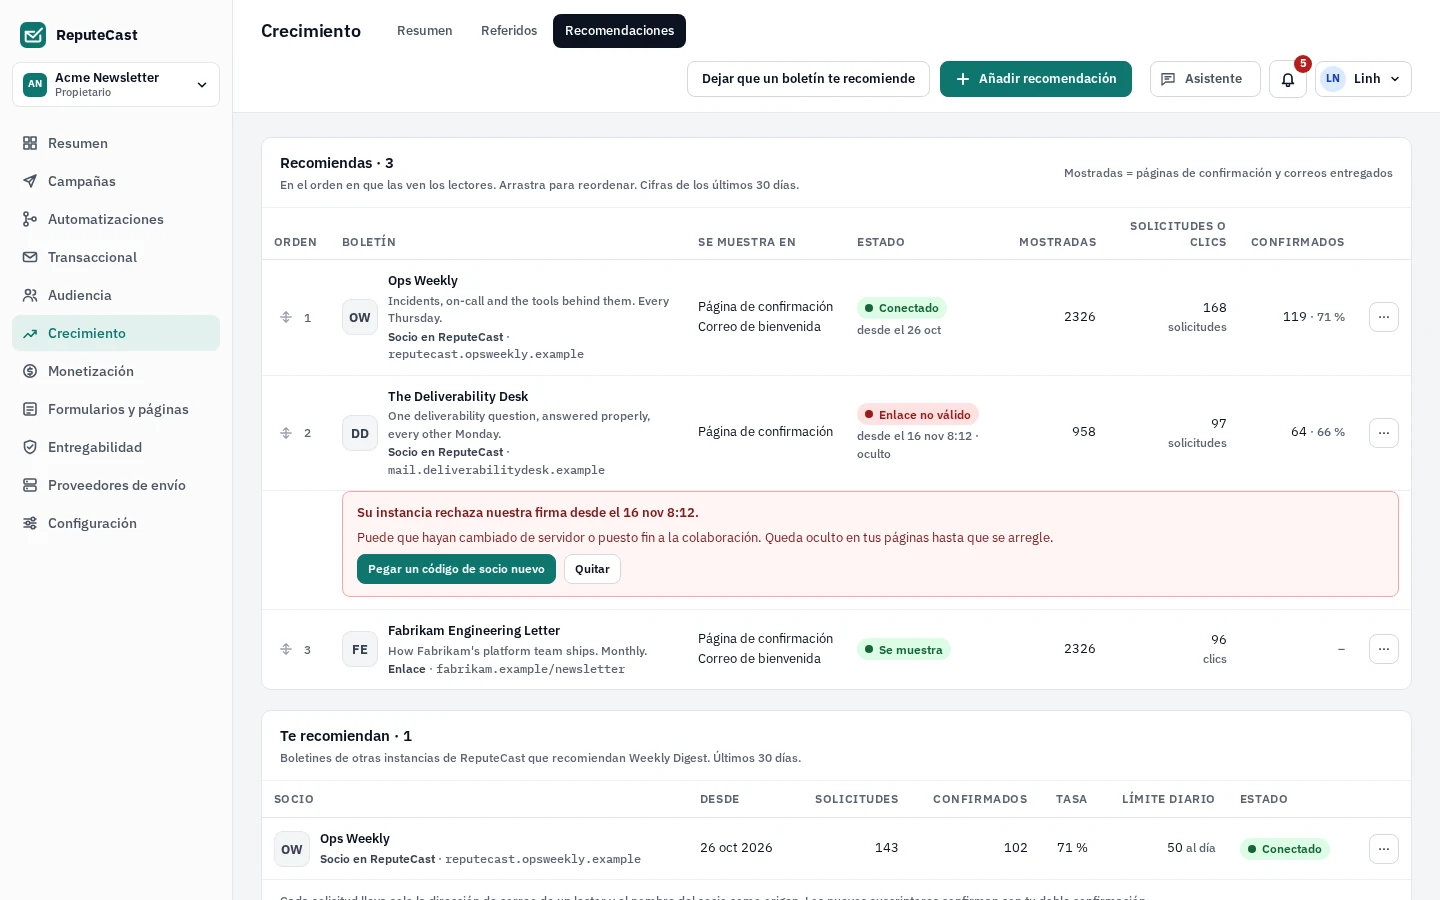 ReputeCast
AN
Acme Newsletter
Propietario
Resumen
Campañas
Automatizaciones
Transaccional
Audiencia
Crecimiento
Monetización
Formularios y páginas
Entregabilidad
Proveedores de envío
Configuración
Crecimiento
Resumen
Referidos
Recomendaciones
Dejar que un boletín te recomiende
Añadir recomendación
Asistente
5
LN
Linh
Recomiendas · 3
En el orden en que las ven los lectores. Arrastra para reordenar. Cifras de los últimos 30 días.
Mostradas = páginas de confirmación y correos entregados
ORDEN
BOLETÍN
SE MUESTRA EN
ESTADO
MOSTRADAS
SOLICITUDES O
CLICS
CONFIRMADOS
1
OW
Ops Weekly
Incidents, on-call and the tools behind them. Every
Thursday.
Socio en ReputeCast ·
reputecast.opsweekly.example
Página de confirmación
Correo de bienvenida
Conectado
desde el 26 oct
2326
168
solicitudes
119 · 71 %
···
2
DD
The Deliverability Desk
One deliverability question, answered properly,
every other Monday.
Socio en ReputeCast ·
mail.deliverabilitydesk.example
Página de confirmación
Enlace no válido
desde el 16 nov 8:12 ·
oculto
958
97
solicitudes
64 · 66 %
···
Su instancia rechaza nuestra firma desde el 16 nov 8:12.
Puede que hayan cambiado de servidor o puesto fin a la colaboración. Queda oculto en tus páginas hasta que se arregle.
Pegar un código de socio nuevo
Quitar
3
FE
Fabrikam Engineering Letter
How Fabrikam's platform team ships. Monthly.
Enlace · fabrikam.example/newsletter
Página de confirmación
Correo de bienvenida
Se muestra
2326
96
clics
–
···
Te recomiendan · 1
Boletines de otras instancias de ReputeCast que recomiendan Weekly Digest. Últimos 30 días.
SOCIO
DESDE
SOLICITUDES
CONFIRMADOS
TASA
LÍMITE DIARIO
ESTADO
OW
Ops Weekly
Socio en ReputeCast · reputecast.opsweekly.example
26 oct 2026
143
102
71 %
50 al día
Conectado
···